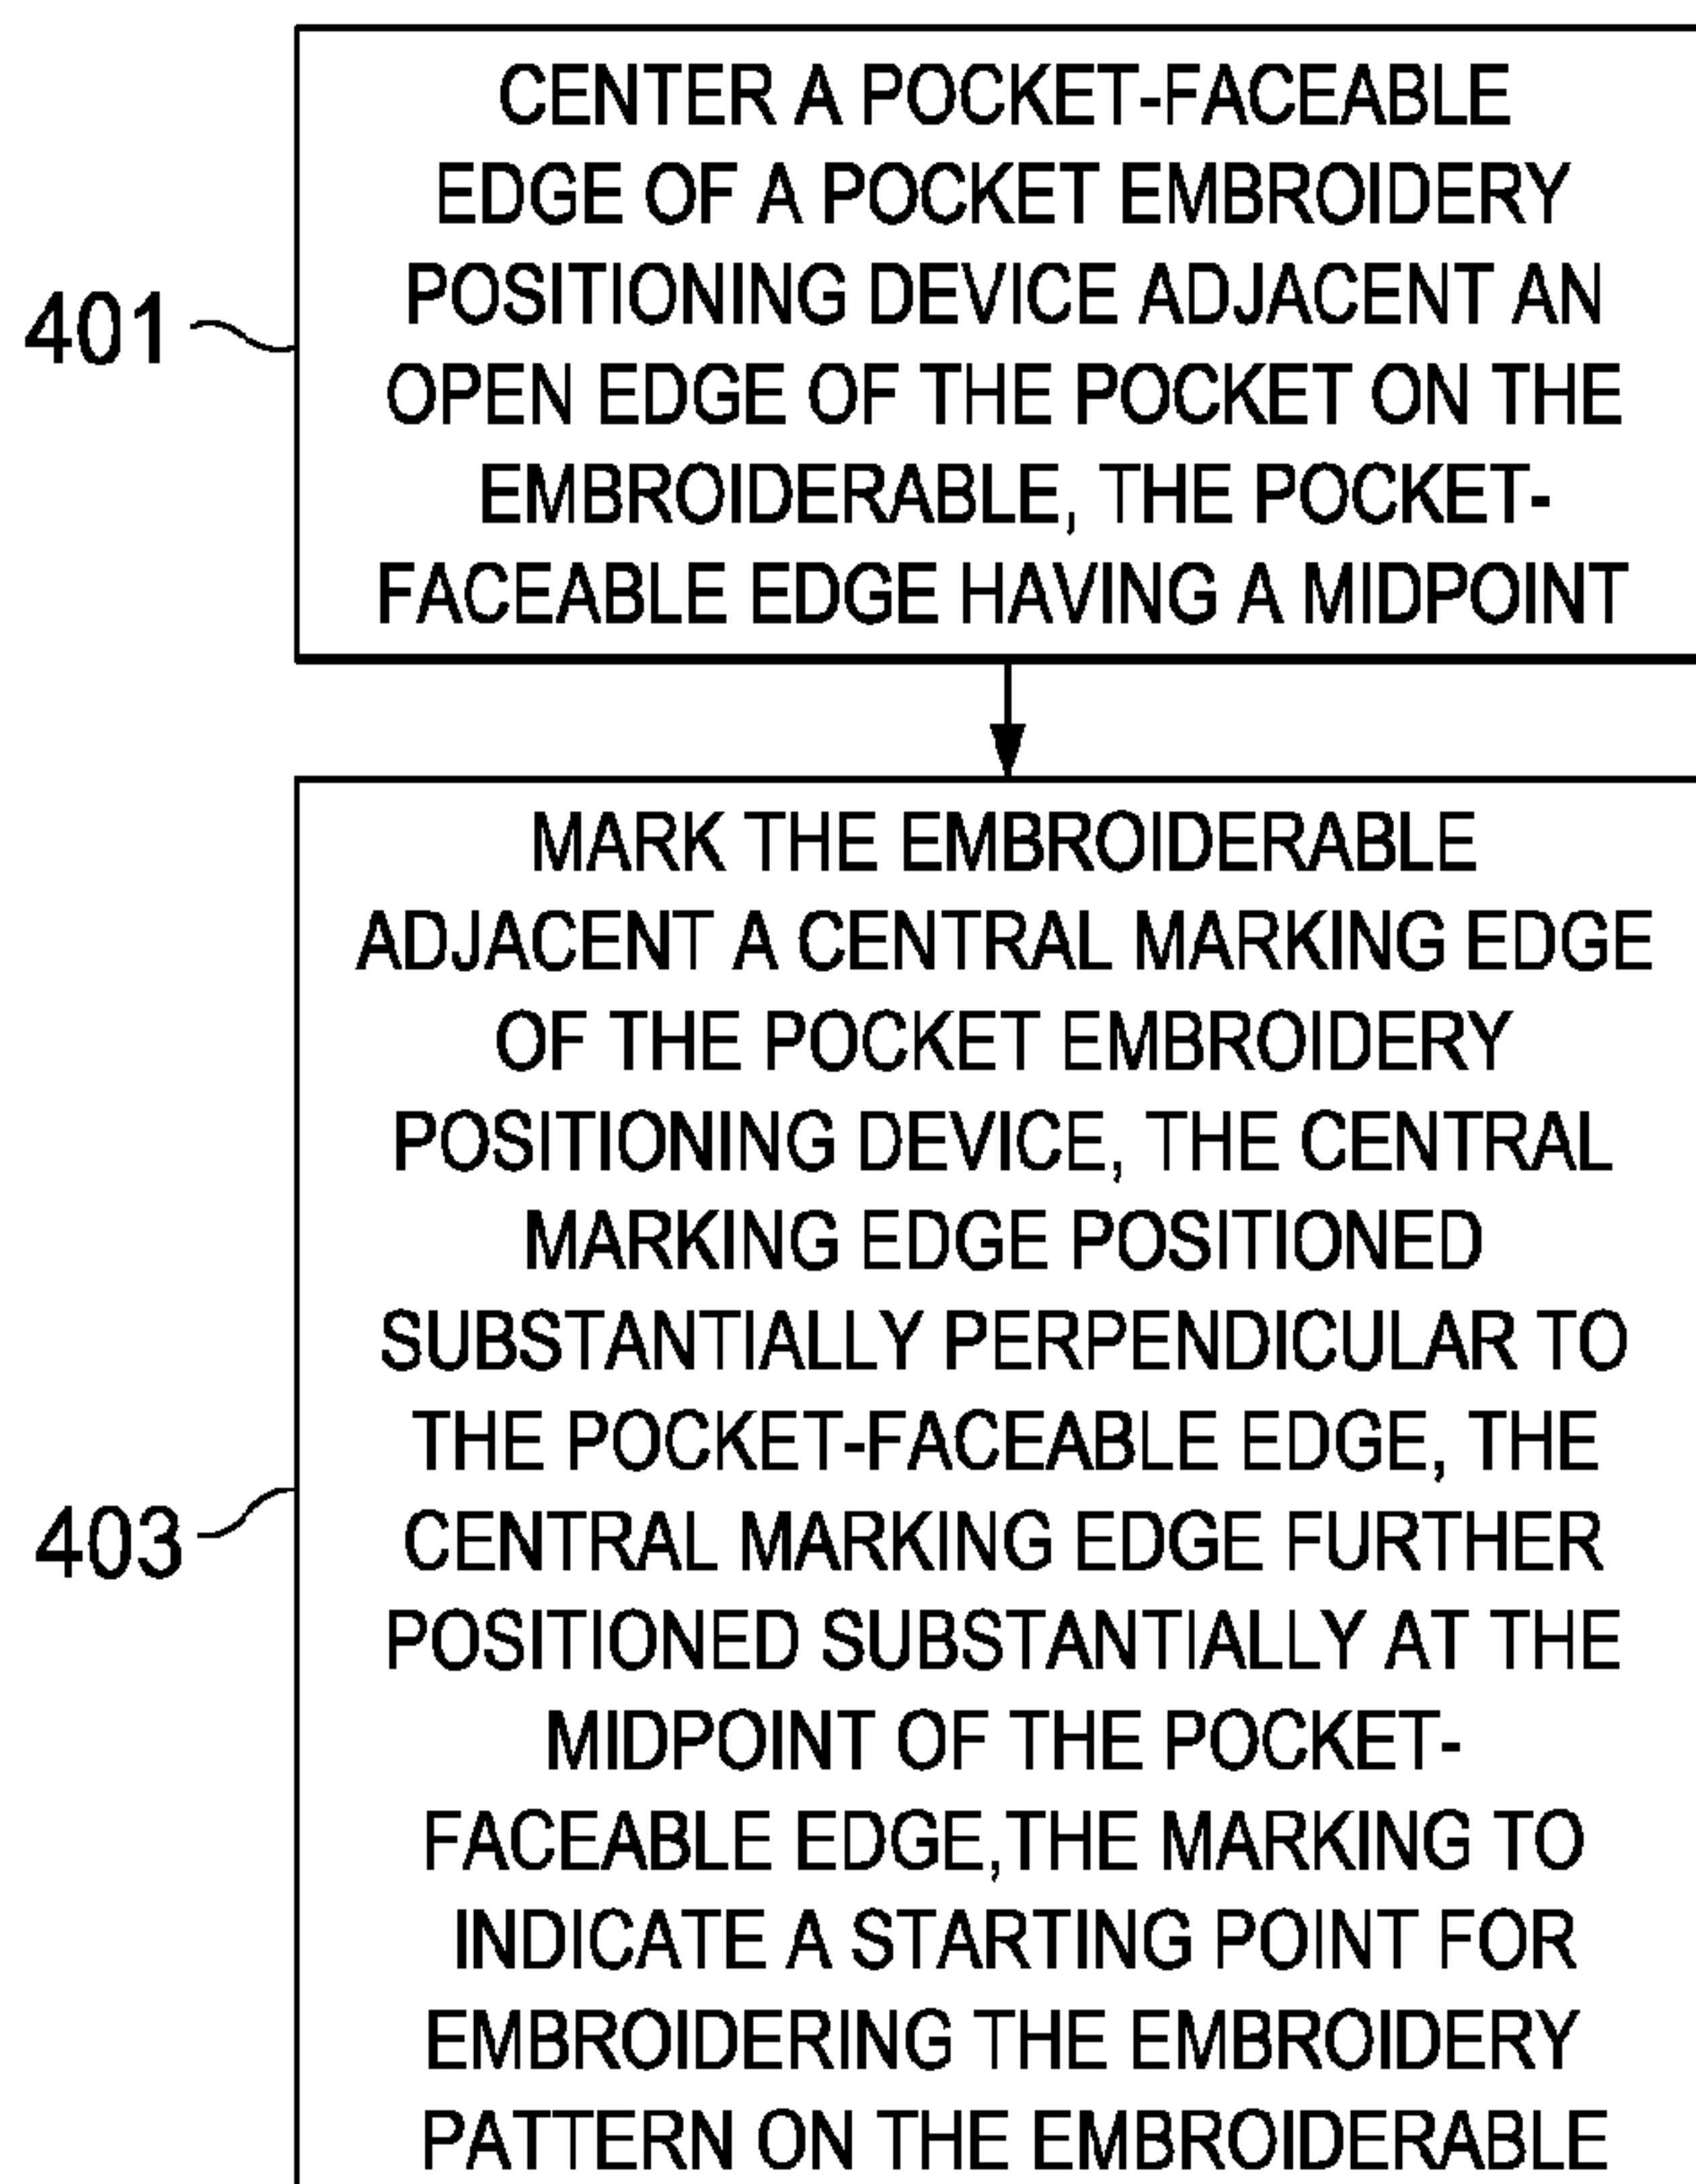 CENTER A POCKET-FACEABLE
EDGE OF A POCKET EMBROIDERY
POSITIONING DEVICE ADJACENT AN
401
OPEN EDGE OF THE POCKET ON THE
EMBROIDERABLE, THE POCKET-
FACEABLE EDGE HAVING A MIDPOINT
MARK THE EMBROIDERABLE
ADJACENT A CENTRAL MARKING EDGE
OF THE POCKET EMBROIDERY
POSITIONING DEVICE, THE CENTRAL
MARKING EDGE POSITIONED
SUBSTANTIALLY PERPENDICULAR TO
THE POCKET-FACEABLE EDGE, THE
CENTRAL MARKING EDGE FURTHER
403
POSITIONED SUBSTANTIALLY AT THE
MIDPOINT OF THE POCKET-
FACEABLE EDGE,THE MARKING TO
INDICATE A STARTING POINT FOR
EMBROIDERING THE EMBROIDERY
PATTERN ON THE EMBROIDERABLE